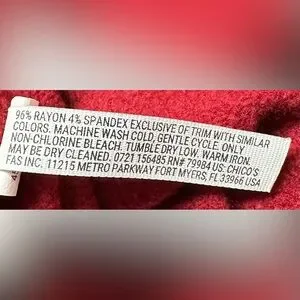 96% RAYON 4% SPANDEX EXCLUSIVE OF TRIM WITH SIMILAR
COLORS. MACHINE WASH COLD, GENTLE CYCLE. ONLY
NON-CHLORINE BLEACH. TUMBLE DRY LOW. WARM IRON.
MAY BE DRY CLEANED. 0721 156485 RN# 79984 US: CHICO'S
FAS INC. 11215 METRO PARKWAY FORT MYERS, FL 33966 USA